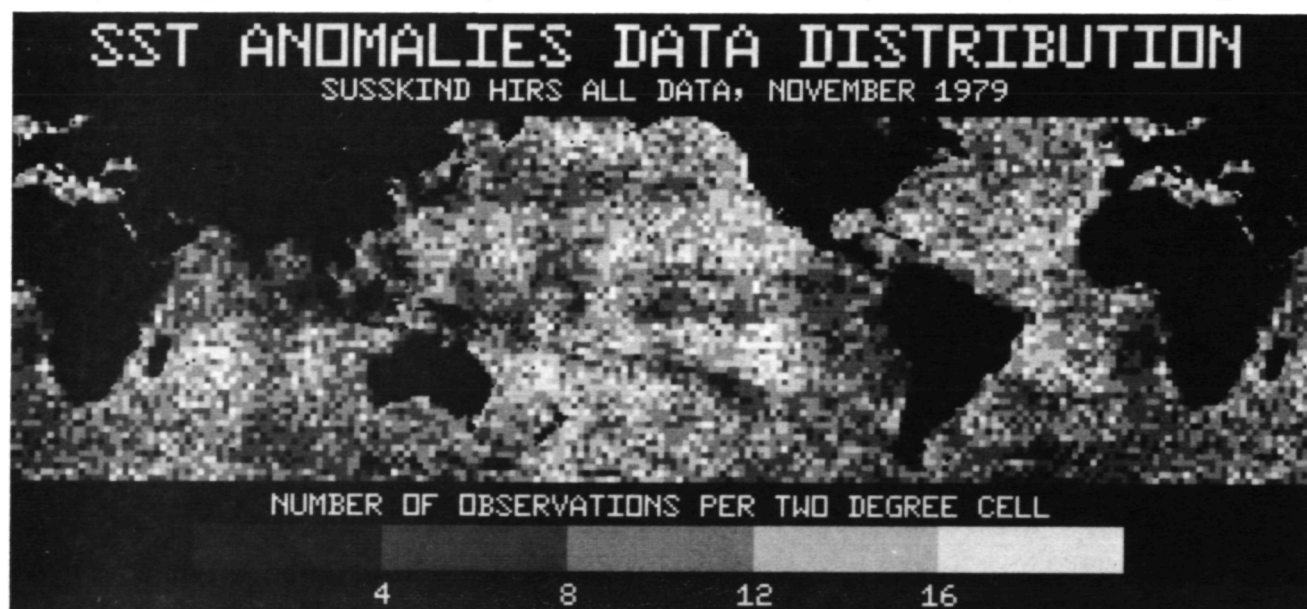 SST ANOMALIES DATA DISTRIBUTION
SUSSKIND HIRS ALL DATA, NOVEMBER 1979
NUMBER OF OBSERVATIONS PER TWO DEGREE CELL
4 8 12 16